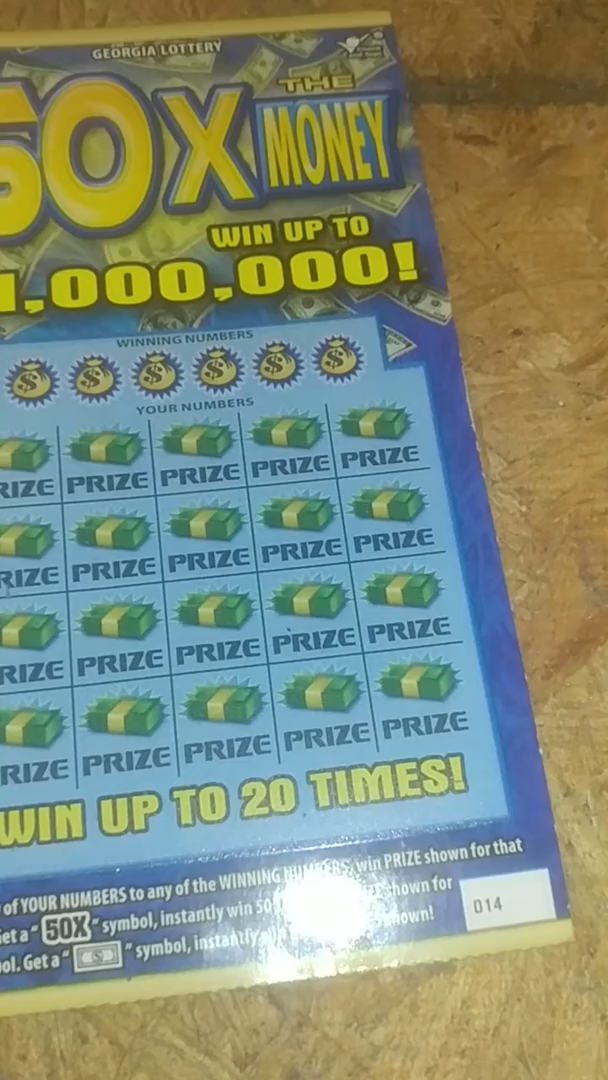 GEORGIA LOTTERY
50X THE MONEY
WIN UP TO
1,000,000!
WINNING NUMBERS
YOUR NUMBERS
PRIZE PRIZE PRIZE PRIZE
RIZE PRIZE PRIZE PRIZE PRIZE
RIZE PRIZE PRIZE PRIZE PRIZE
RIZE PRIZE PRIZE PRIZE PRIZE
WIN UP TO 20 TIMES!
of YOUR NUMBERS to any of the WINNING NUMBERS, win PRIZE shown for that
Get a "50X" symbol, instantly win 50 shown for
ol. Get a " $ " symbol, instantly shown!
014